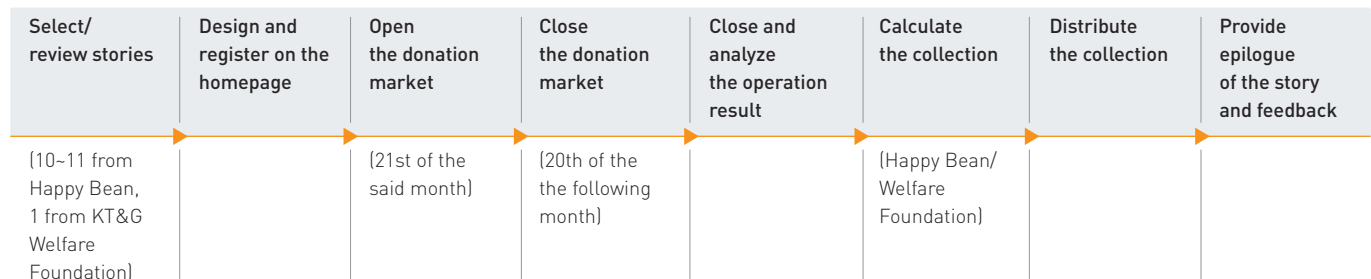 Select/
review stories
Design and
register on the
homepage
Open
the donation
market
Close
the donation
market
Close and
analyze
the operation
result
Calculate
the collection
Distribute
the collection
Provide
epilogue
of the story
and feedback
(10~11 from
Happy Bean,
1 from KT&G
Welfare
Foundation)
(21st of the
said month)
(20th of the
the following
month)
(Happy Bean/
Welfare
Foundation)